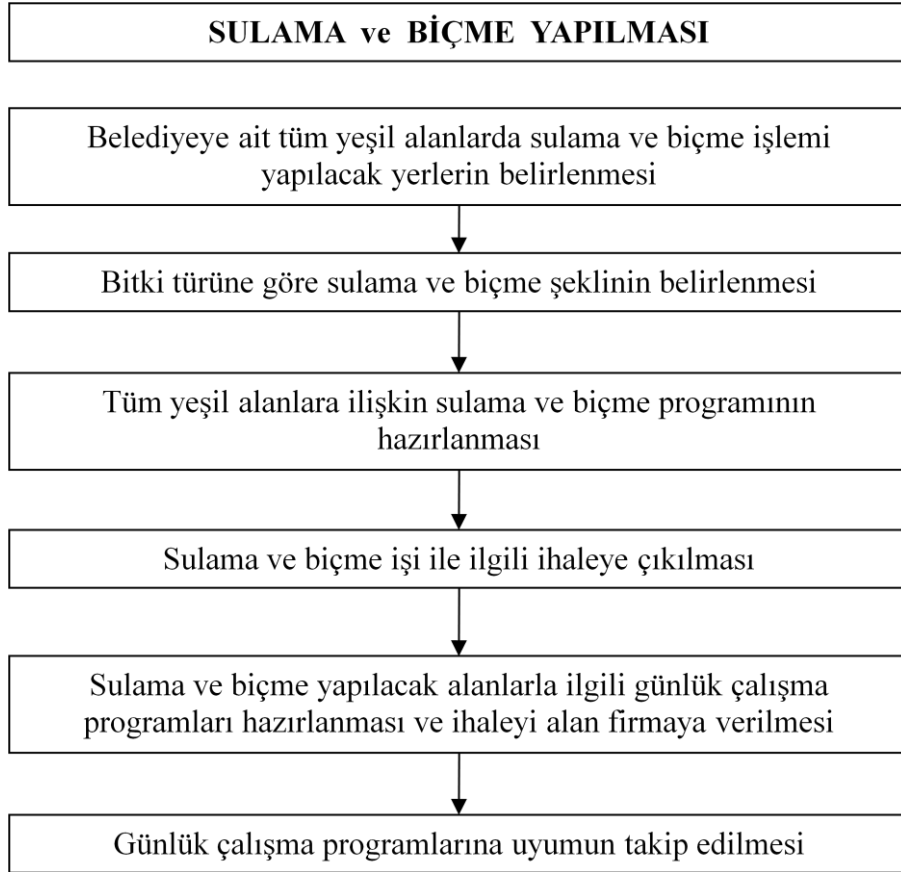 SULAMA ve BİÇME YAPILMASI
Belediyeye ait tüm yeşil alanlarda sulama ve biçme işlemi
yapılacak yerlerin belirlenmesi
Bitki türüne göre sulama ve biçme şeklinin belirlenmesi
Tüm yeşil alanlara ilişkin sulama ve biçme programının
hazırlanması
Sulama ve biçme işi ile ilgili ihaleye çıkılması
Sulama ve biçme yapılacak alanlarla ilgili günlük çalışma
programları hazırlanması ve ihaleyi alan firmaya verilmesi
Günlük çalışma programlarına uyumun takip edilmesi